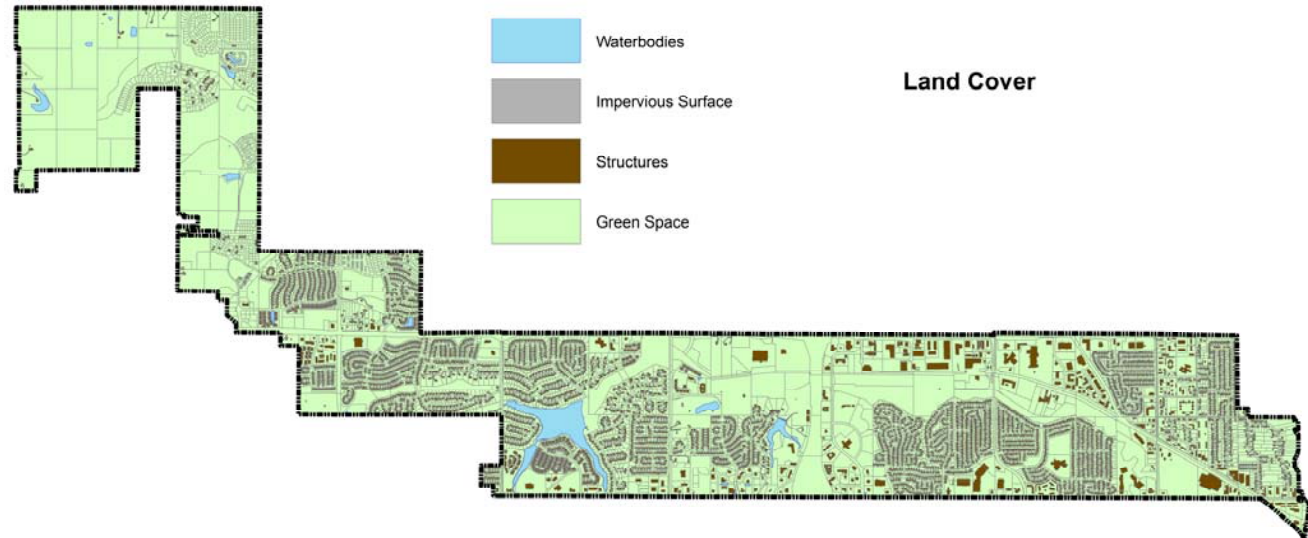 Waterbodies
Land Cover
Impervious Surface
Structures
Green Space